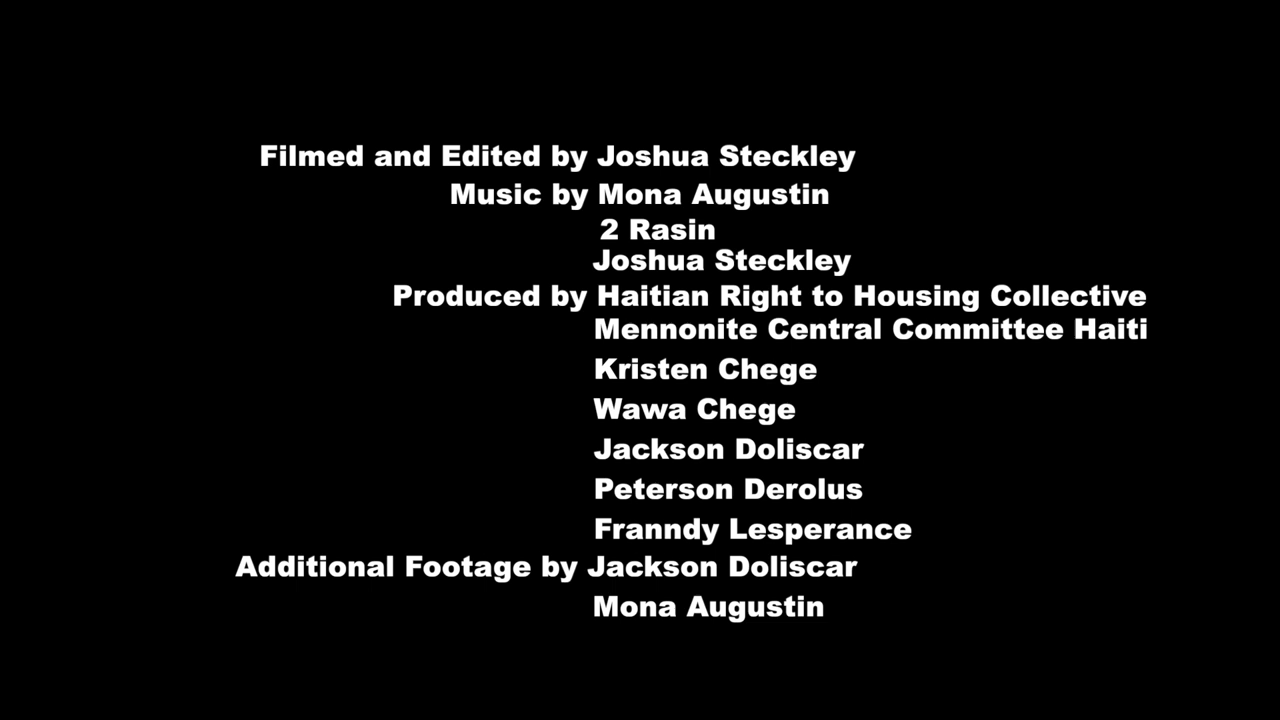 Filmed and Edited by Joshua Steckley
Music by Mona Augustin
2 Rasin
Joshua Steckley
Produced by Haitian Right to Housing Collective
Mennonite Central Committee Haiti
Kristen Chege
Wawa Chege
Jackson Doliscar
Peterson Derolus
Franndy Lesperance
Additional Footage by Jackson Doliscar
Mona Augustin